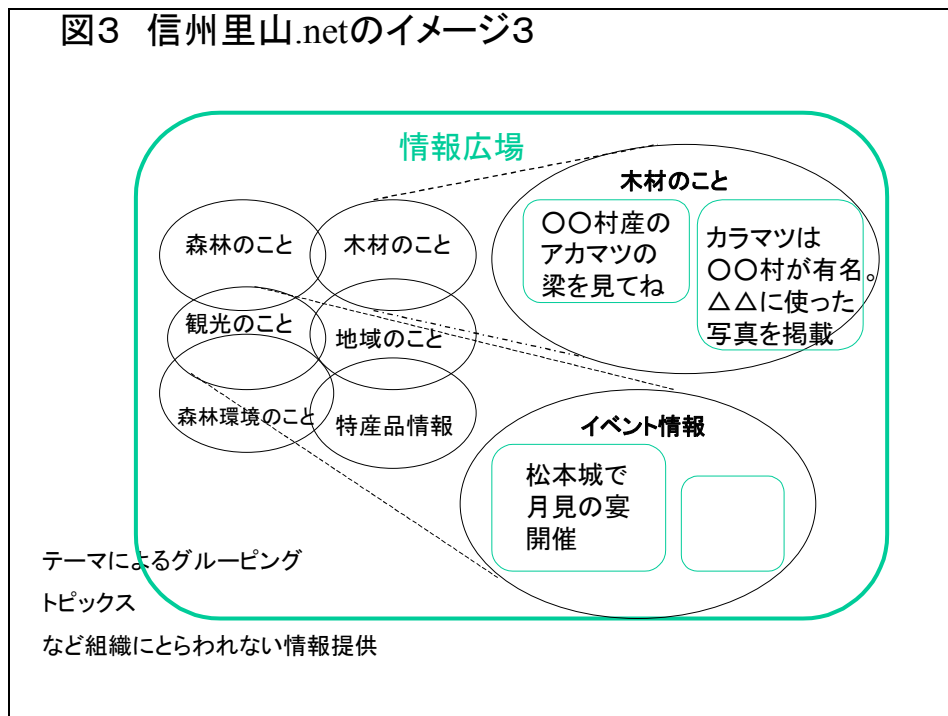 図3 信州里山.netのイメージ3
情報広場
森林のこと
木材のこと
観光のこと
地域のこと
森林環境のこと
特産品情報
木材のこと
〇〇村産の
アカマツの
梁を見てね
カラマツは
〇〇村が有名。
△△に使った
写真を掲載
イベント情報
松本城で
月見の宴
開催
テーマによるグルーピング
トピックス
など組織にとらわれない情報提供